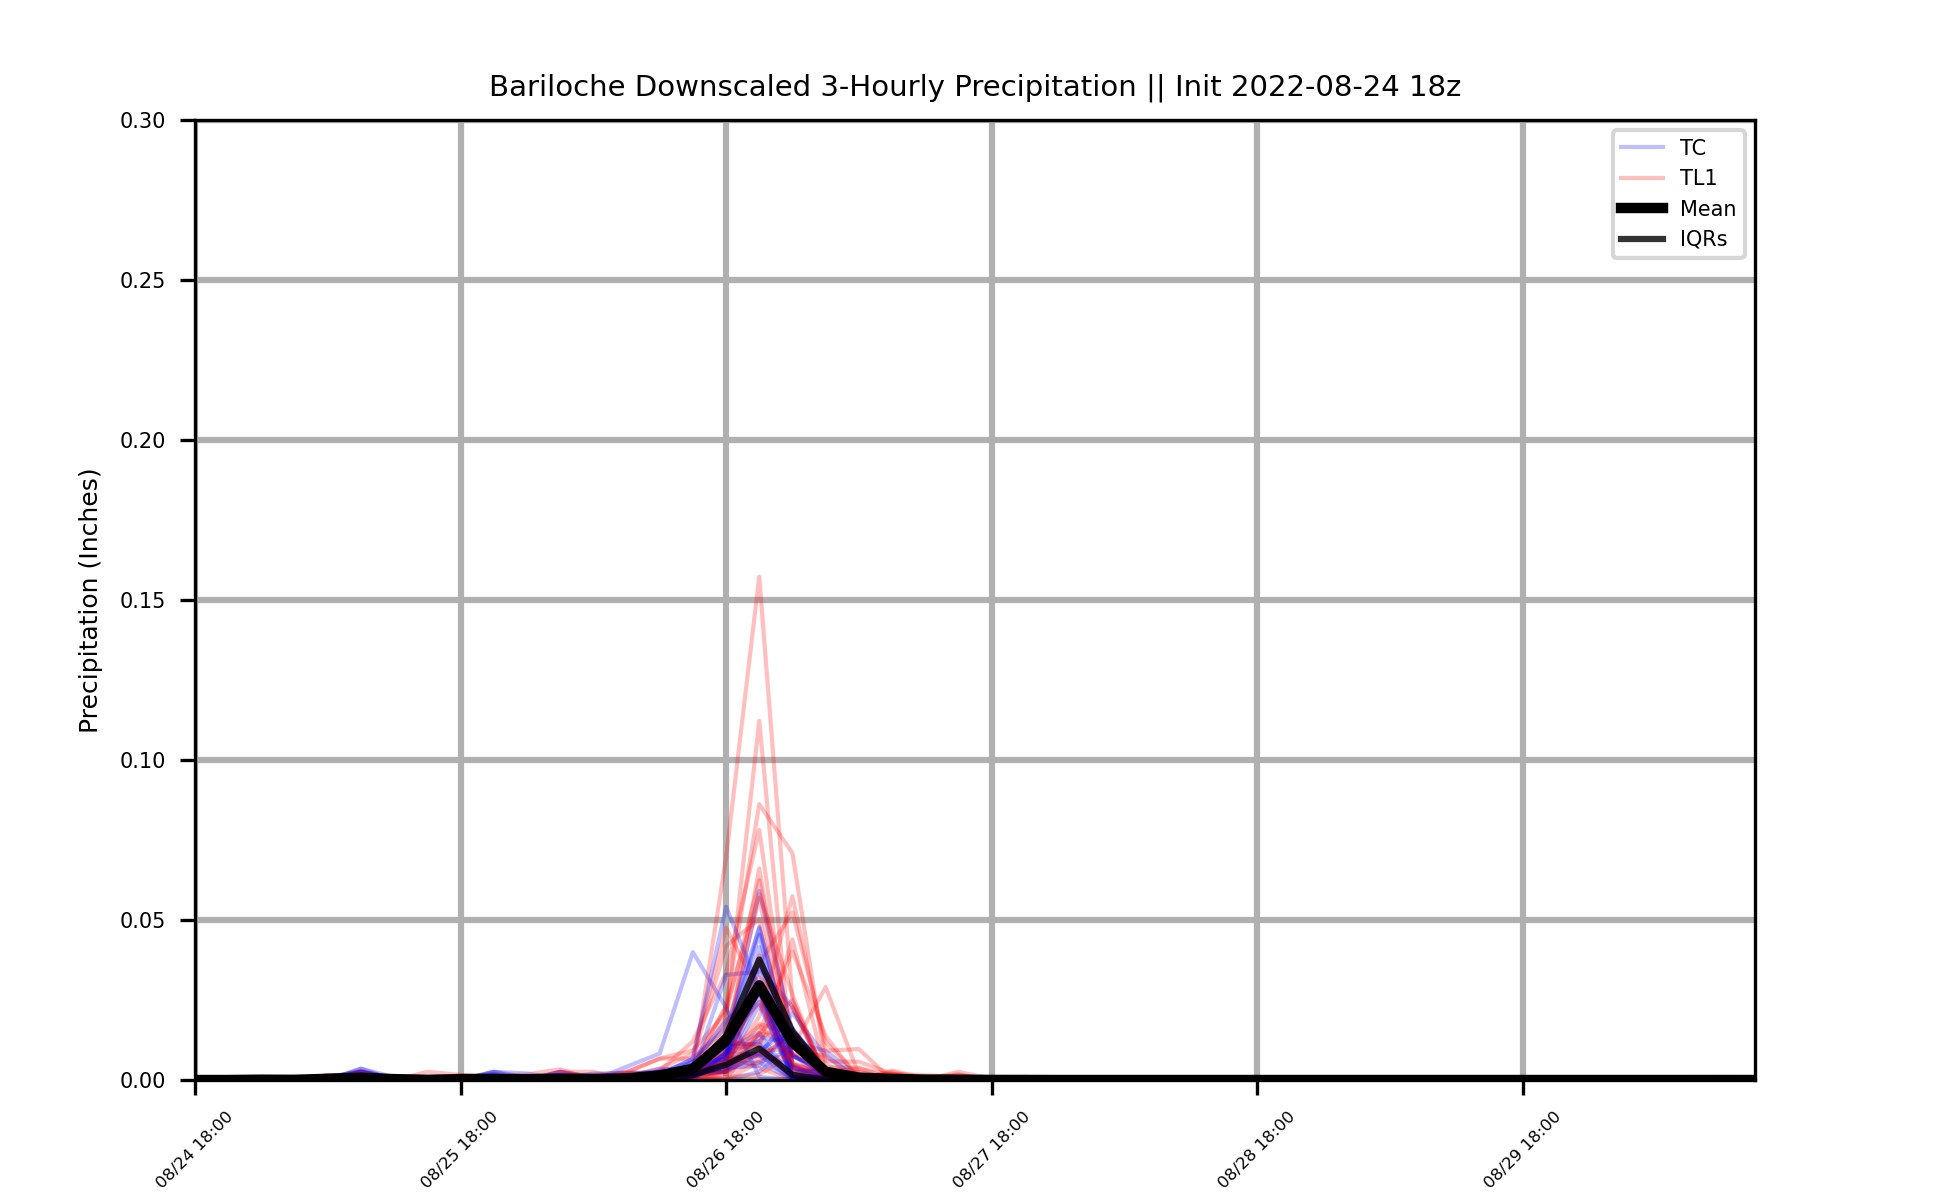 Bariloche Downscaled 3-Hourly Precipitation || Init 2022-08-24 18z
0.30
0.25
0.20
0.15
0.10
0.05
0.00
Precipitation (Inches)
TC
TL1
Mean
IQRs
08/24 18:00
08/25 18:00
08/26 18:00
08/27 18:00
08/28 18:00
08/29 18:00